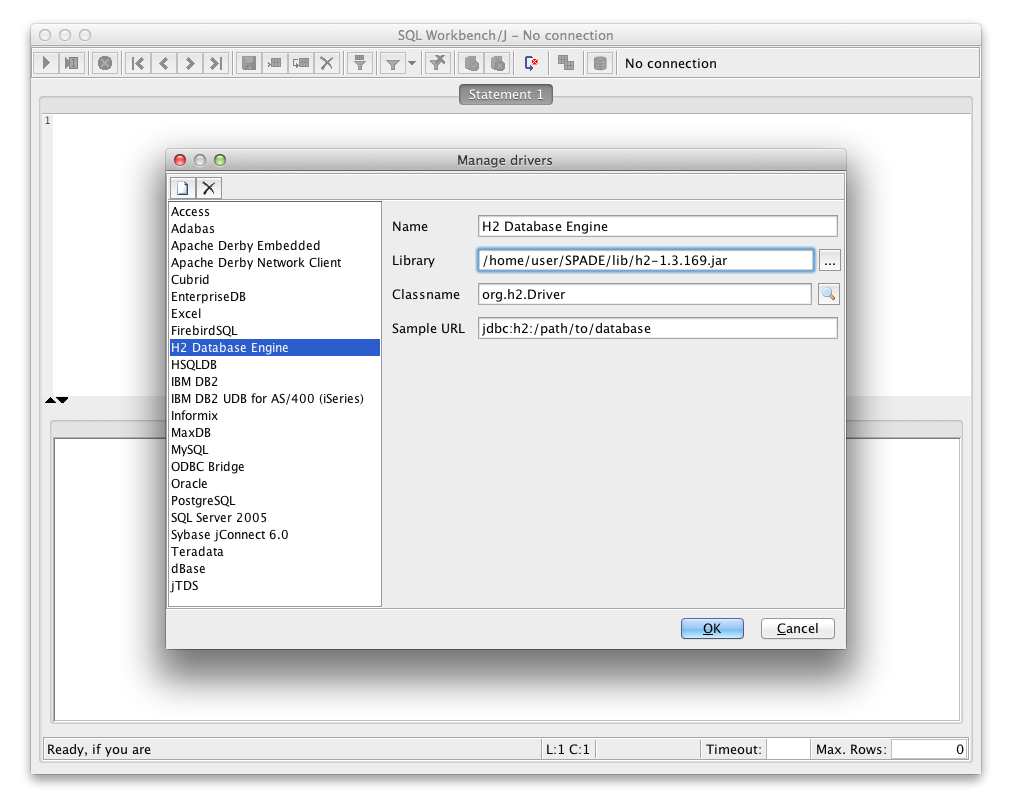 SQL Workbench/J – No connection
No connection
Statement 1
1
Manage drivers
Access
Adabas
Apache Derby Embedded
Apache Derby Network Client
Cubrid
EnterpriseDB
Excel
FirebirdSQL
H2 Database Engine
HSQLDB
IBM DB2
IBM DB2 UDB for AS/400 (iSeries)
Informix
MaxDB
MySQL
ODBC Bridge
Oracle
PostgreSQL
SQL Server 2005
Sybase jConnect 6.0
Teradata
dBase
jTDS
Name H2 Database Engine
Library /home/user/SPADE/lib/h2-1.3.169.jar ...
Classname org.h2.Driver
Sample URL jdbc:h2:/path/to/database
OK Cancel
Ready, if you are L:1 C:1 Timeout: Max. Rows: 0